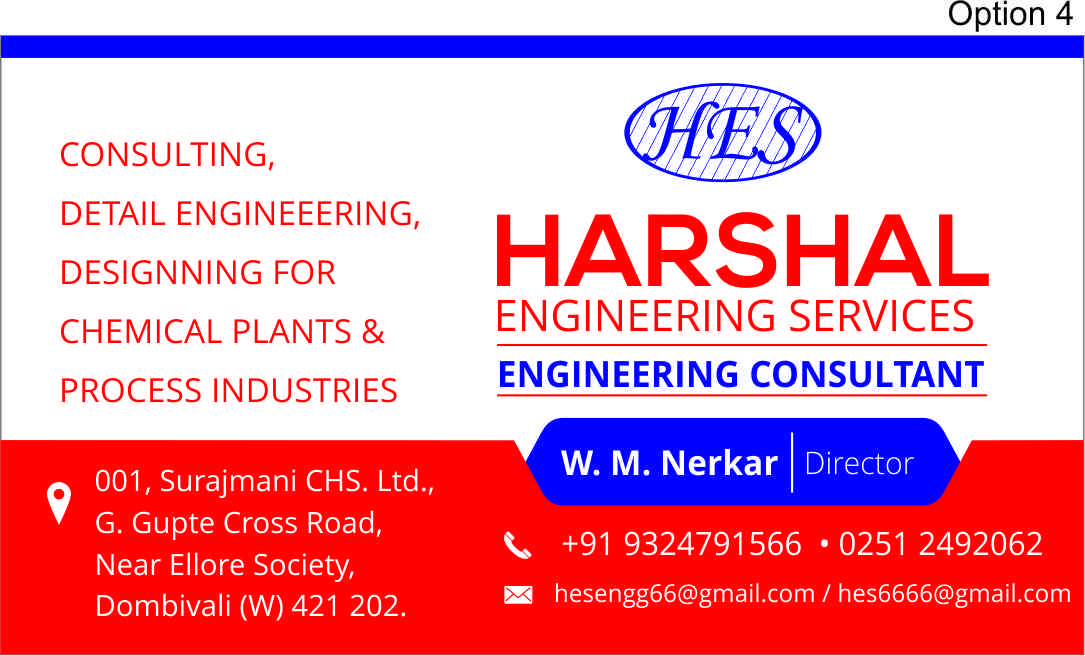 Option 4
CONSULTING,
DETAIL ENGINEEERING,
DESIGNNING FOR
CHEMICAL PLANTS &
PROCESS INDUSTRIES
HES
HARSHAL
ENGINEERING SERVICES
ENGINEERING CONSULTANT
W. M. Nerkar | Director
001, Surajmani CHS. Ltd.,
G. Gupte Cross Road,
Near Ellore Society,
Dombivali (W) 421 202.
+91 9324791566 • 0251 2492062
hesengg66@gmail.com / hes6666@gmail.com